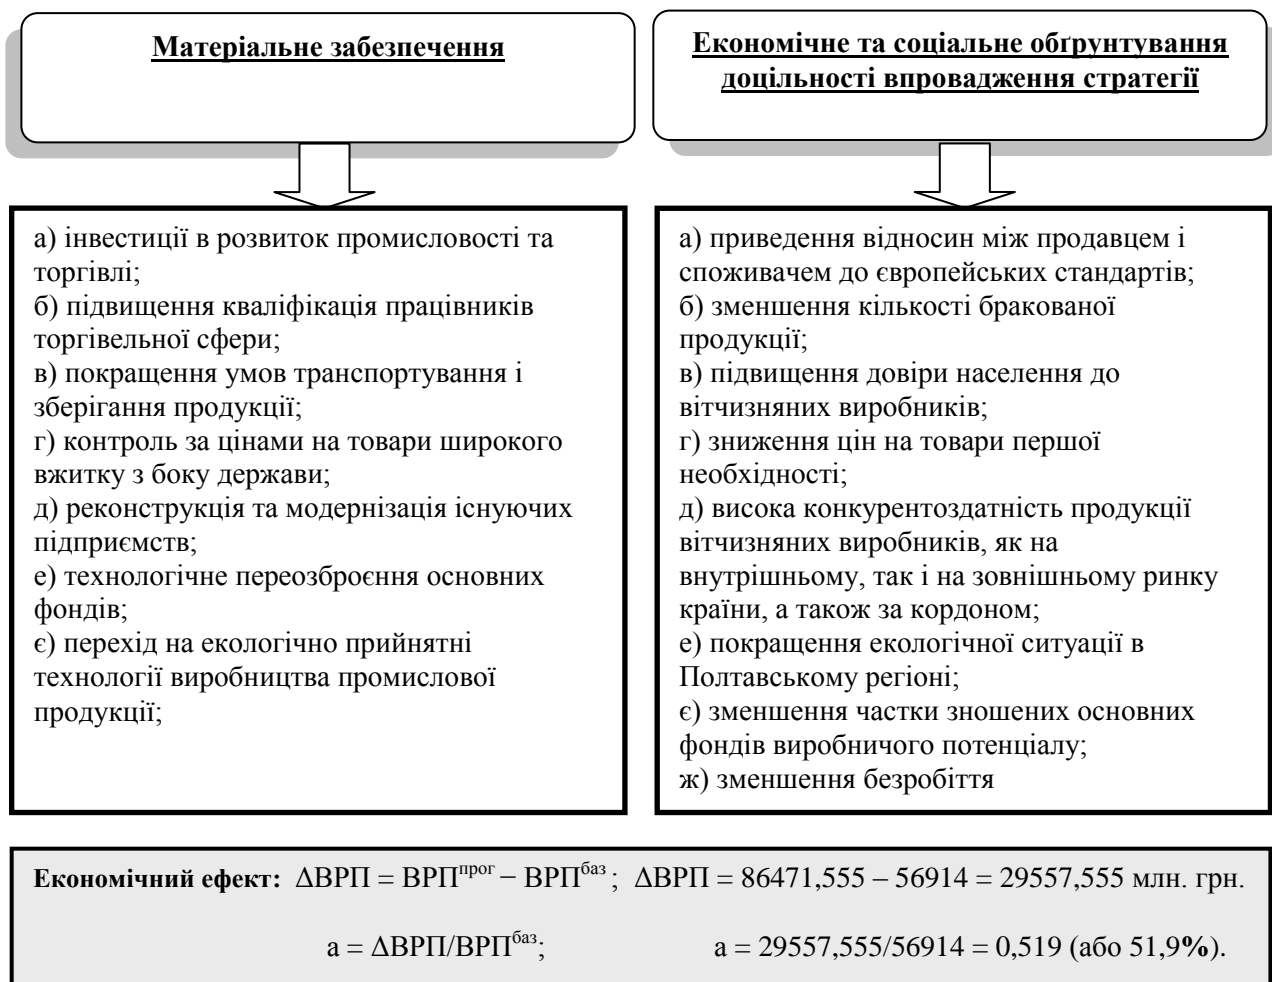 Матеріальне забезпечення
Економічне та соціальне обґрунтування
доцільності впровадження стратегії
а) інвестиції в розвиток промисловості та
торгівлі;
б) підвищення кваліфікація працівників
торгівельної сфери;
в) покращення умов транспортування і
зберігання продукції;
г) контроль за цінами на товари широкого
вжитку з боку держави;
д) реконструкція та модернізація існуючих
підприємств;
е) технологічне переозброєння основних
фондів;
є) перехід на екологічно прийнятні
технології виробництва промислової
продукції;
а) приведення відносин між продавцем і
споживачем до європейських стандартів;
б) зменшення кількості бракованої
продукції;
в) підвищення довіри населення до
вітчизняних виробників;
г) зниження цін на товари першої
необхідності;
д) висока конкурентоздатність продукції
вітчизняних виробників, як на
внутрішньому, так і на зовнішньому ринку
країни, а також за кордоном;
е) покращення екологічної ситуації в
Полтавському регіоні;
є) зменшення частки зношених основних
фондів виробничого потенціалу;
ж) зменшення безробіття
Економічний ефект: ΔВРП = ВРП^прог – ВРП^баз ; ΔВРП = 86471,555 – 56914 = 29557,555 млн. грн.
а = ΔВРП/ВРП^баз; а = 29557,555/56914 = 0,519 (або 51,9%).